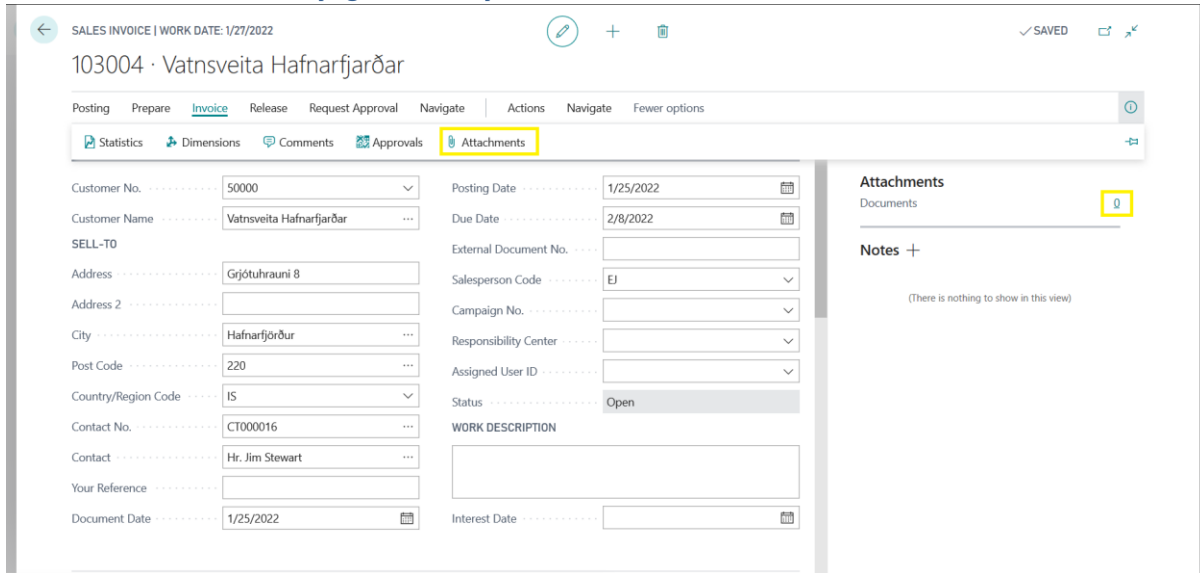 SALES INVOICE | WORK DATE: 1/27/2022
✓ SAVED
103004 · Vatnsveita Hafnarfjarðar
Posting Prepare Invoice Release Request Approval Navigate Actions Navigate Fewer options
Statistics Dimensions Comments Approvals Attachments
Customer No. 50000
Customer Name Vatnsveita Hafnarfjarðar
SELL-TO
Address Grjótuhrauni 8
Address 2
City Hafnarfjörður
Post Code 220
Country/Region Code IS
Contact No. CT000016
Contact Hr. Jim Stewart
Your Reference
Document Date 1/25/2022
Posting Date 1/25/2022
Due Date 2/8/2022
External Document No.
Salesperson Code EJ
Campaign No.
Responsibility Center
Assigned User ID
Status Open
WORK DESCRIPTION
Interest Date
Attachments
Documents 0
Notes +
(There is nothing to show in this view)